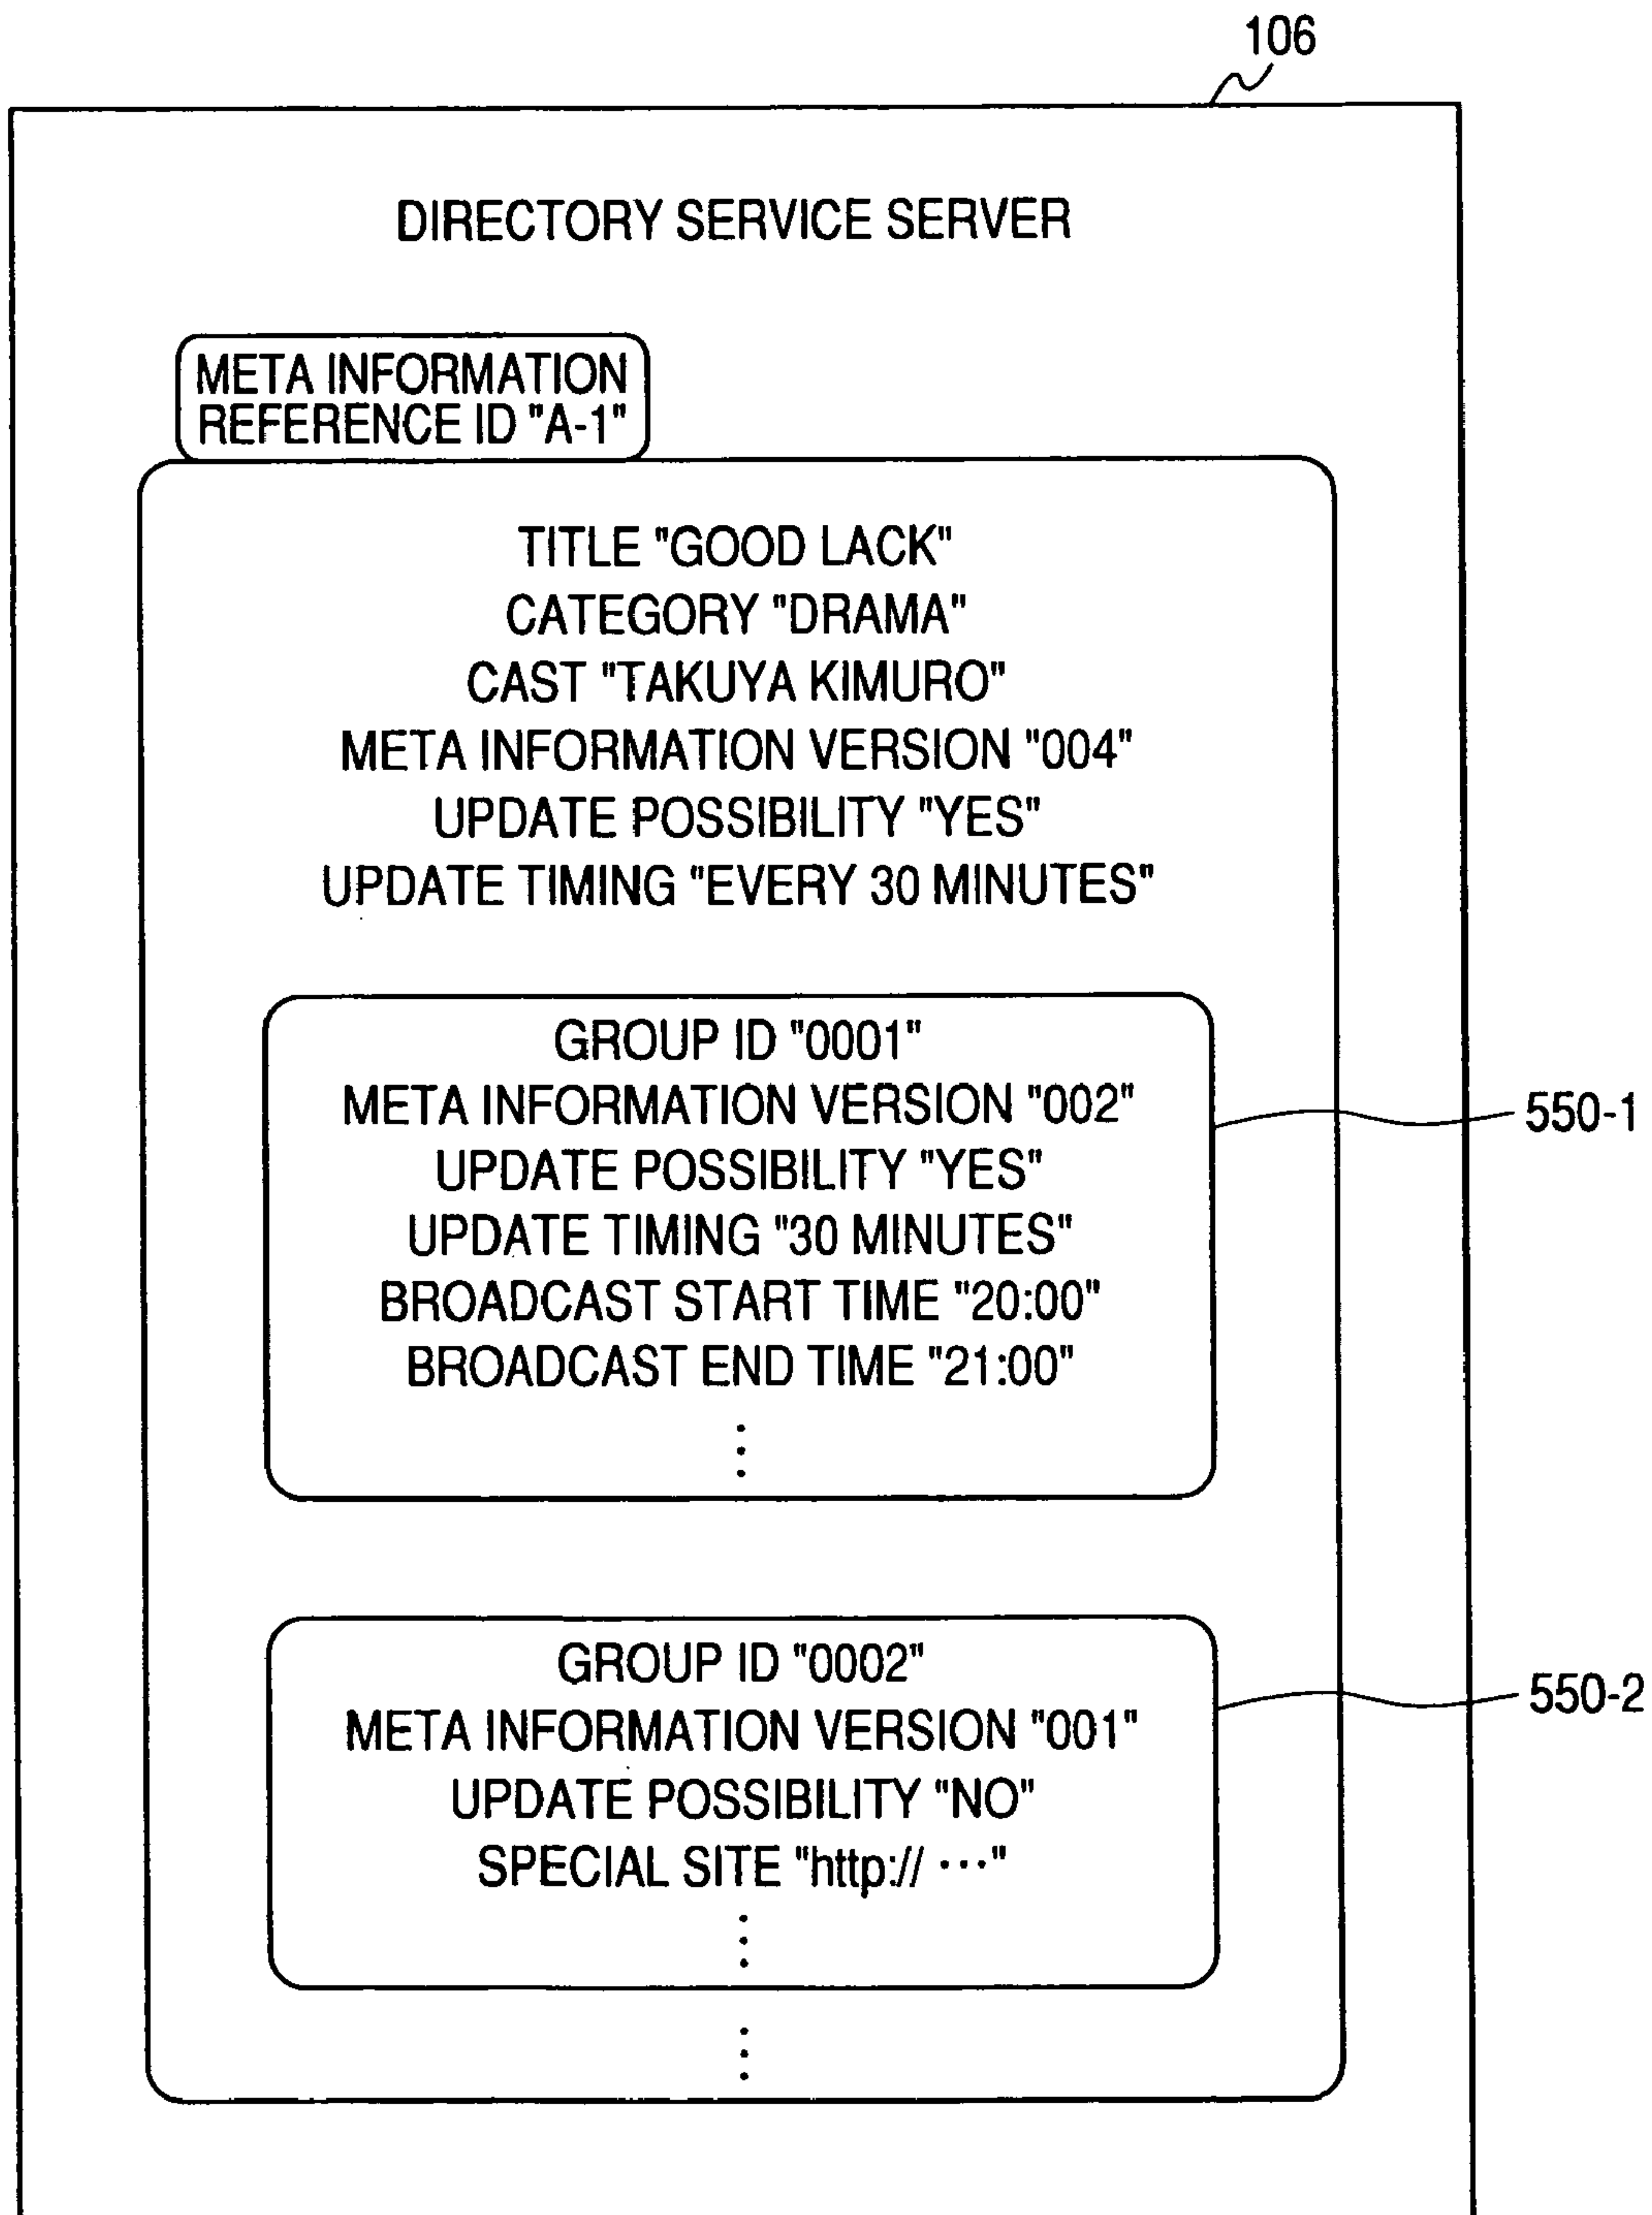 106
DIRECTORY SERVICE SERVER
META INFORMATION
REFERENCE ID "A-1"
TITLE "GOOD LACK"
CATEGORY "DRAMA"
CAST "TAKUYA KIMURO"
META INFORMATION VERSION "004"
UPDATE POSSIBILITY "YES"
UPDATE TIMING "EVERY 30 MINUTES"
GROUP ID "0001"
META INFORMATION VERSION "002"
UPDATE POSSIBILITY "YES"
UPDATE TIMING "30 MINUTES"
BROADCAST START TIME "20:00"
BROADCAST END TIME "21:00"
⋮
550-1
GROUP ID "0002"
META INFORMATION VERSION "001"
UPDATE POSSIBILITY "NO"
SPECIAL SITE "http:// ···"
⋮
550-2
⋮